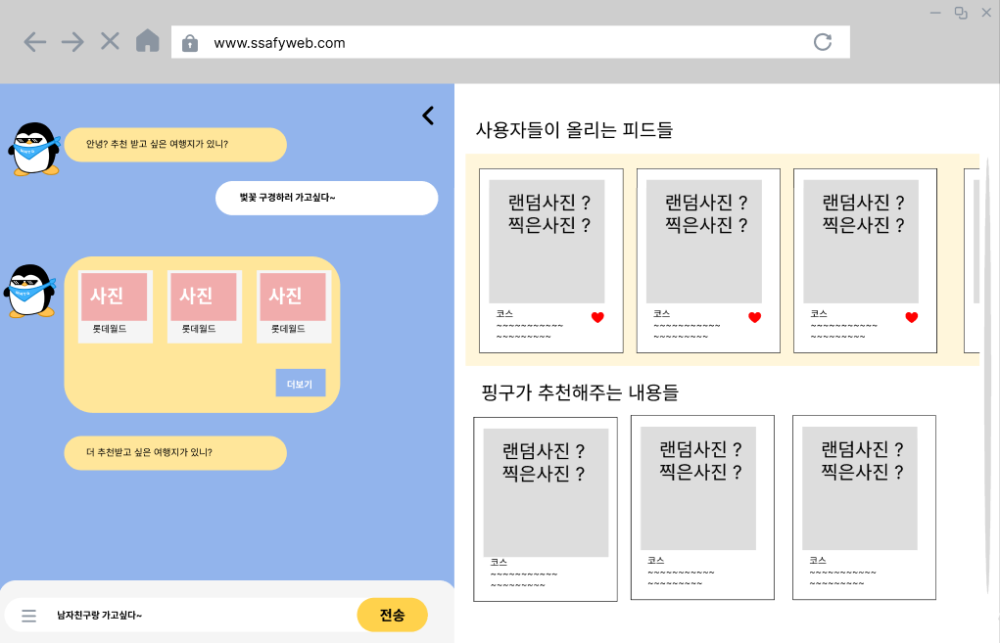 www.ssafyweb.com
안녕? 추천 받고 싶은 여행지가 있니?
벚꽃 구경하러 가고싶다~
사진
롯데월드
사진
롯데월드
사진
롯데월드
더보기
더 추천받고 싶은 여행지가 있니?
남자친구랑 가고싶다~
전송
사용자들이 올리는 피드들
랜덤사진 ?
찍은사진 ?
코스
~~~~~~~~~~~
~~~~~~~~~
랜덤사진 ?
찍은사진 ?
코스
~~~~~~~~~~~
~~~~~~~~~
랜덤사진 ?
찍은사진 ?
코스
~~~~~~~~~~~
~~~~~~~~~
핑구가 추천해주는 내용들
랜덤사진 ?
찍은사진 ?
코스
~~~~~~~~~~~
~~~~~~~~~
랜덤사진 ?
찍은사진 ?
코스
~~~~~~~~~~~
~~~~~~~~~
랜덤사진 ?
찍은사진 ?
코스
~~~~~~~~~~~
~~~~~~~~~